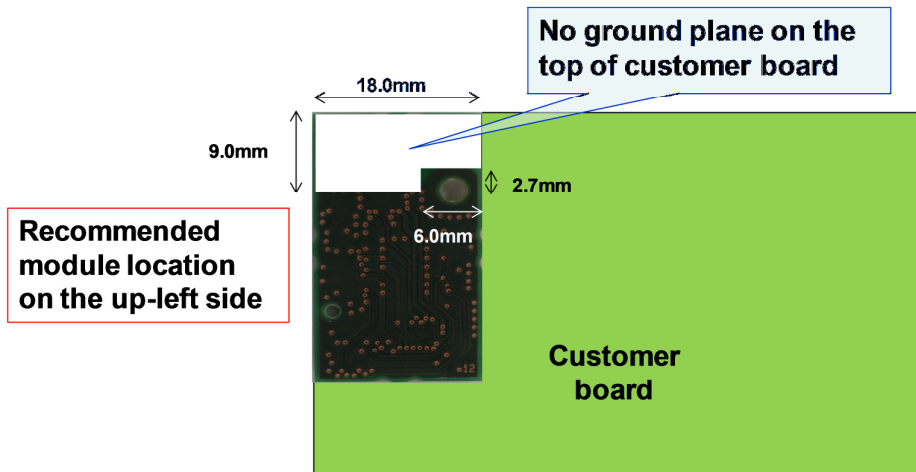 No ground plane on the
top of customer board
18.0mm
9.0mm
2.7mm
6.0mm
Recommended
module location
on the up-left side
Customer
board
12